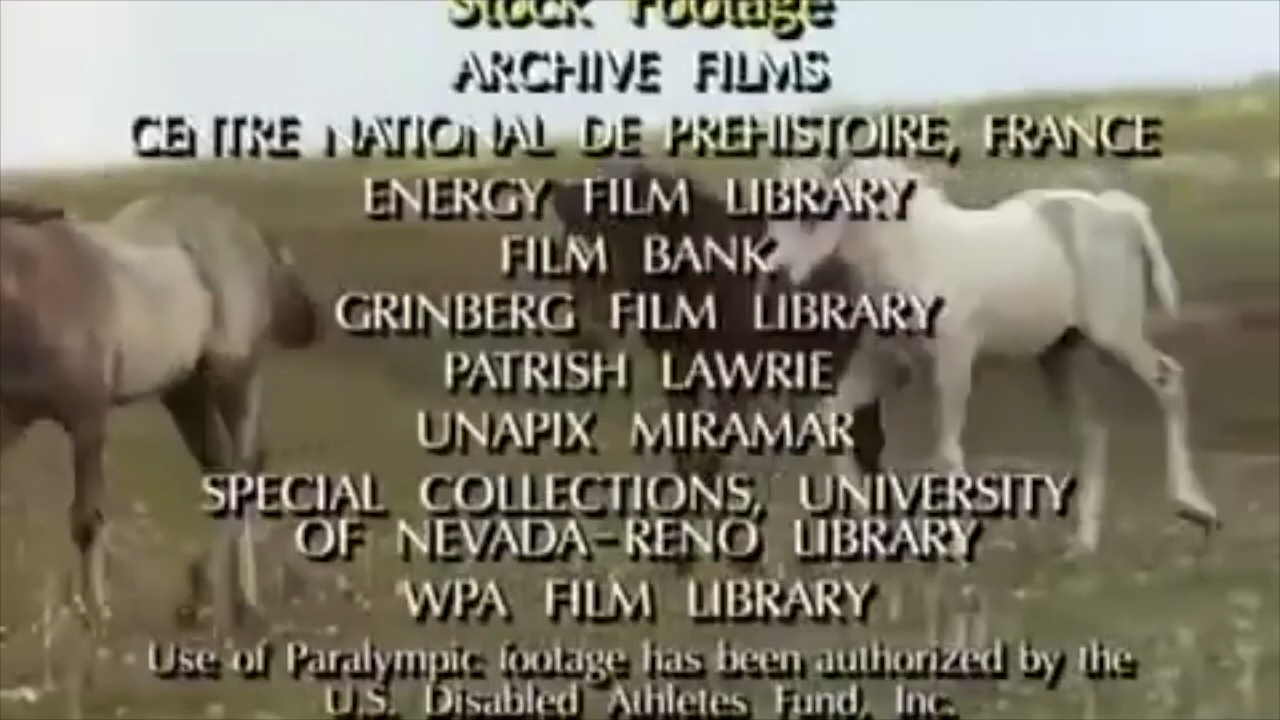 Stock Footage
ARCHIVE FILMS
CENTRE NATIONAL DE PREHISTOIRE, FRANCE
ENERGY FILM LIBRARY
FILM BANK
GRINBERG FILM LIBRARY
PATRISH LAWRIE
UNAPIX MIRAMAR
SPECIAL COLLECTIONS, UNIVERSITY
OF NEVADA-RENO LIBRARY
WPA FILM LIBRARY
Use of Paralympic footage has been authorized by the
U.S. Disabled Athletes Fund, Inc.